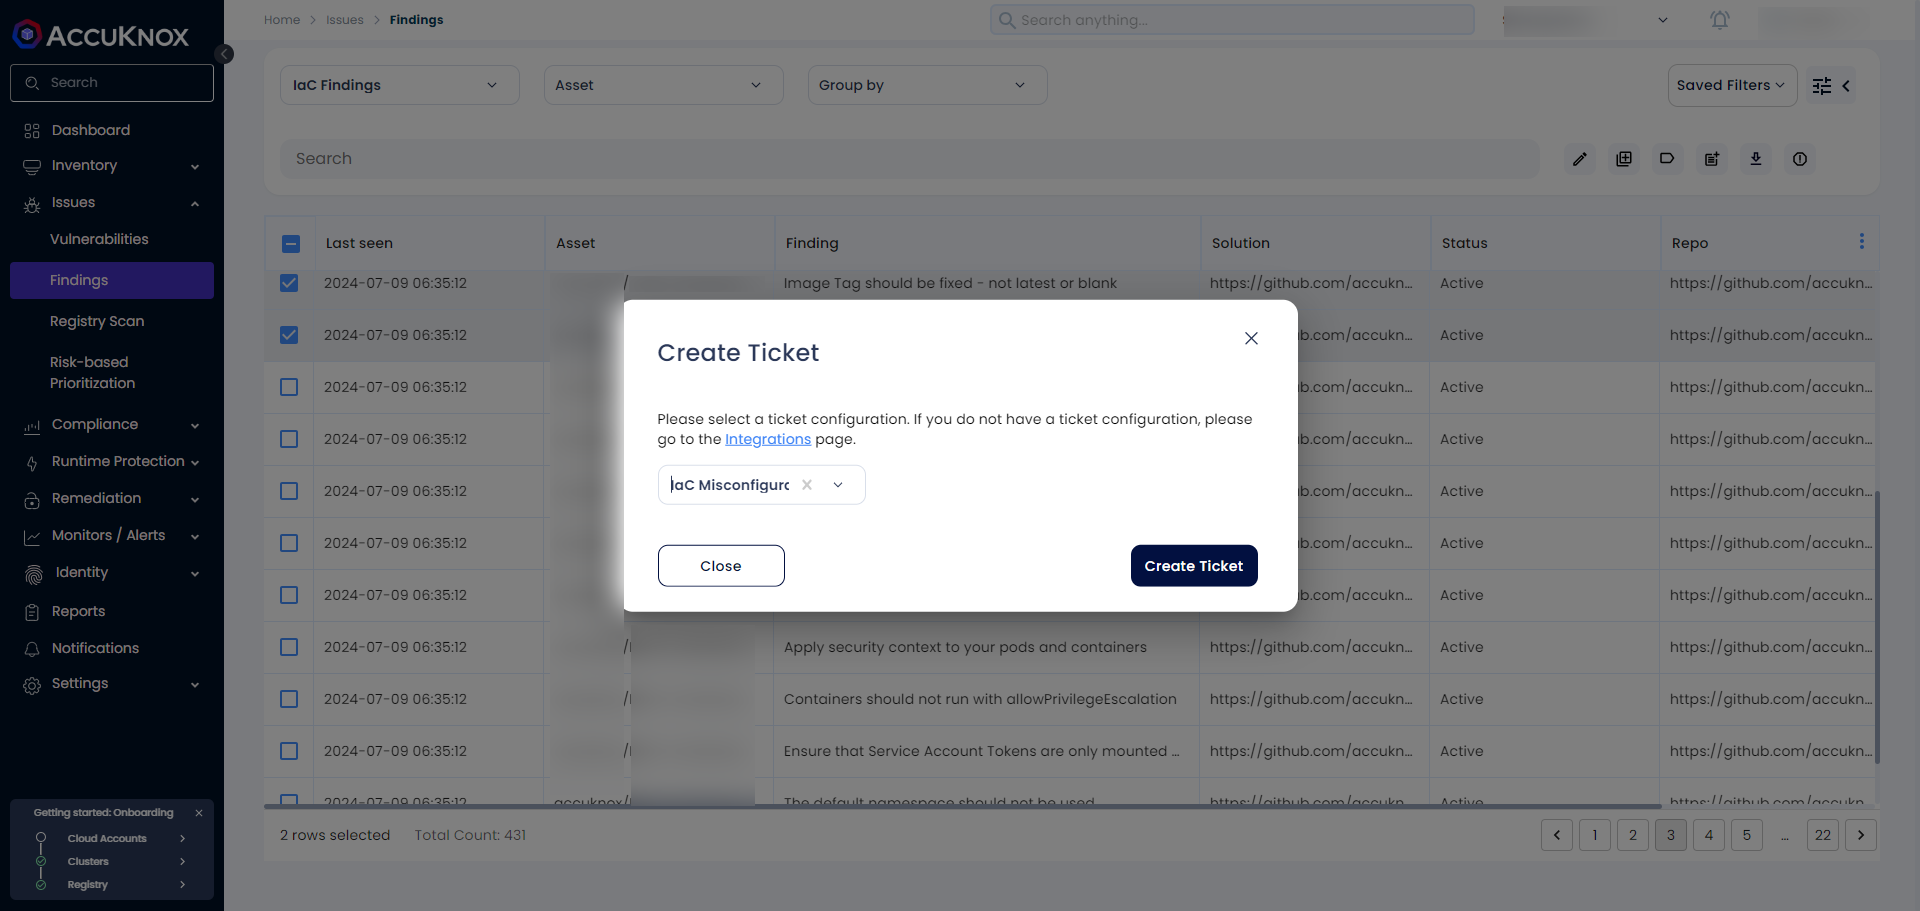 ACCUKNOX
Search
Dashboard
Inventory
Issues
Vulnerabilities
Findings
Registry Scan
Risk-based
Prioritization
Compliance
Runtime Protection
Remediation
Monitors / Alerts
Identity
Reports
Notifications
Settings
Getting started: Onboarding
Cloud Accounts
Clusters
Registry
Home > Issues > Findings
Search anything...
IaC Findings
Asset
Group by
Saved Filters
Search
Last seen Asset Finding Solution Status Repo
2024-07-09 06:35:12 / Image Tag should be fixed - not latest or blank https://github.com/accukn... Active https://github.com/accukn...
2024-07-09 06:35:12 ub.com/accukn... Active https://github.com/accukn...
2024-07-09 06:35:12 ub.com/accukn... Active https://github.com/accukn...
2024-07-09 06:35:12 ub.com/accukn... Active https://github.com/accukn...
2024-07-09 06:35:12 ub.com/accukn... Active https://github.com/accukn...
2024-07-09 06:35:12 ub.com/accukn... Active https://github.com/accukn...
2024-07-09 06:35:12 ub.com/accukn... Active https://github.com/accukn...
2024-07-09 06:35:12 / Apply security context to your pods and containers https://github.com/accukn... Active https://github.com/accukn...
2024-07-09 06:35:12 / Containers should not run with allowPrivilegeEscalation https://github.com/accukn... Active https://github.com/accukn...
2024-07-09 06:35:12 / Ensure that Service Account Tokens are only mounted ... https://github.com/accukn... Active https://github.com/accukn...
2024-07-09 06:35:12 accuknox/ The default namespace should not be used https://github.com/accukn... Active https://github.com/accukn...
2 rows selected Total Count: 431
1 2 3 4 5 ... 22
Create Ticket
Please select a ticket configuration. If you do not have a ticket configuration, please
go to the Integrations page.
IaC Misconfigura
Close
Create Ticket